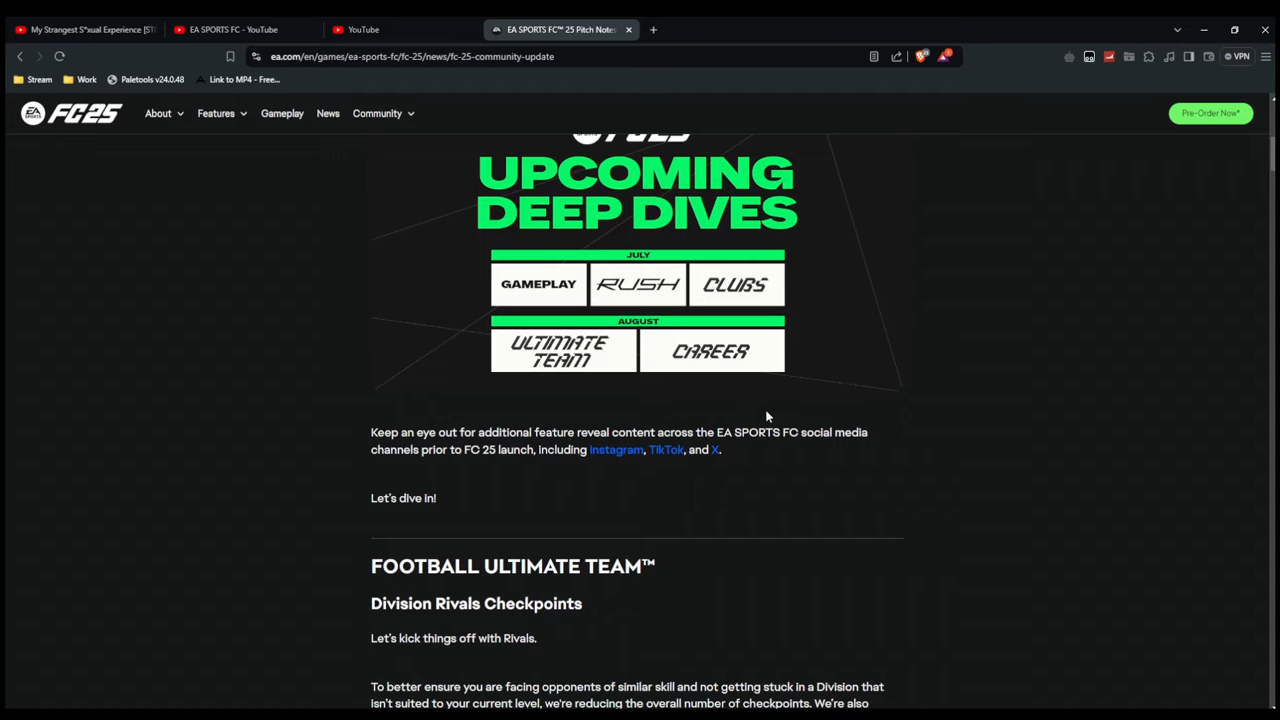 My Strangest S*xual Experience [STO
EA SPORTS FC - YouTube
YouTube
EA SPORTS FC™ 25 Pitch Notes
ea.com/en/games/ea-sports-fc/fc-25/news/fc-25-community-update
VPN
Stream
Work
Paletools v24.0.48
Link to MP4 - Free...
EA SPORTS FC25
About
Features
Gameplay
News
Community
Pre-Order Now*
UPCOMING
DEEP DIVES
JULY
GAMEPLAY
RUSH
CLUBS
AUGUST
ULTIMATE
TEAM
CAREER
Keep an eye out for additional feature reveal content across the EA SPORTS FC social media
channels prior to FC 25 launch, including Instagram, TikTok, and X.
Let's dive in!
FOOTBALL ULTIMATE TEAM™
Division Rivals Checkpoints
Let's kick things off with Rivals.
To better ensure you are facing opponents of similar skill and not getting stuck in a Division that
isn't suited to your current level, we're reducing the overall number of checkpoints. We're also